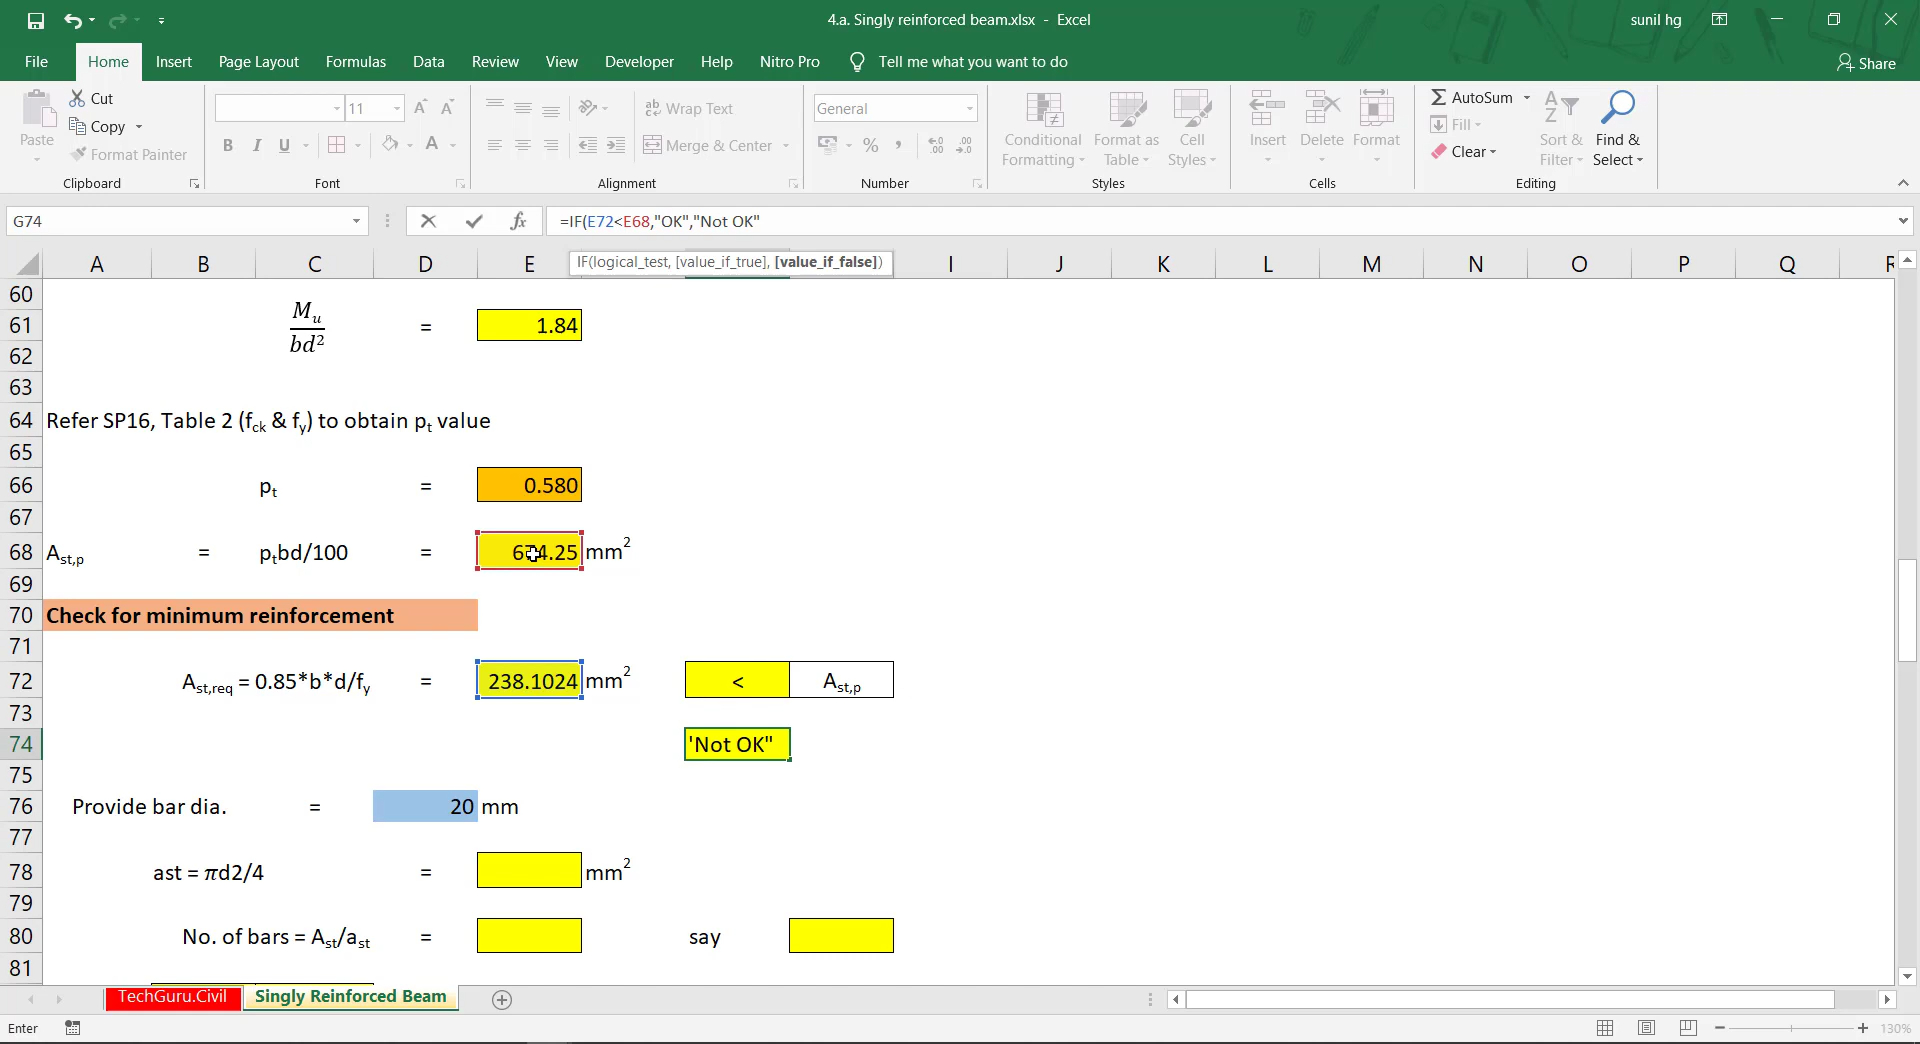 4.a. Singly reinforced beam.xlsx - Excel
sunil hg
File Home Insert Page Layout Formulas Data Review View Developer Help Nitro Pro Tell me what you want to do Share
Paste
Cut
Copy
Format Painter
Clipboard
11
B I U A
Font
Wrap Text
Merge & Center
Alignment
General
% ,
Number
Conditional Formatting
Format as Table
Cell Styles
Styles
Insert Delete Format
Cells
AutoSum
Fill
Clear
Sort & Filter
Find & Select
Editing
G74 fx =IF(E72<E68,"OK","Not OK"
IF(logical_test, [value_if_true], [value_if_false])
A B C D E I J K L M N O P Q R
60
61 Mu/bd² = 1.84
62
63
64 Refer SP16, Table 2 (fck & fy) to obtain pt value
65
66 pt = 0.580
67
68 Ast,p = ptbd/100 = 674.25 mm²
69
70 Check for minimum reinforcement
71
72 Ast,req = 0.85*b*d/fy = 238.1024 mm² < Ast,p
73
74 'Not OK"
75
76 Provide bar dia. = 20 mm
77
78 ast = πd2/4 = mm²
79
80 No. of bars = Ast/ast = say
81
TechGuru.Civil Singly Reinforced Beam
Enter
130%